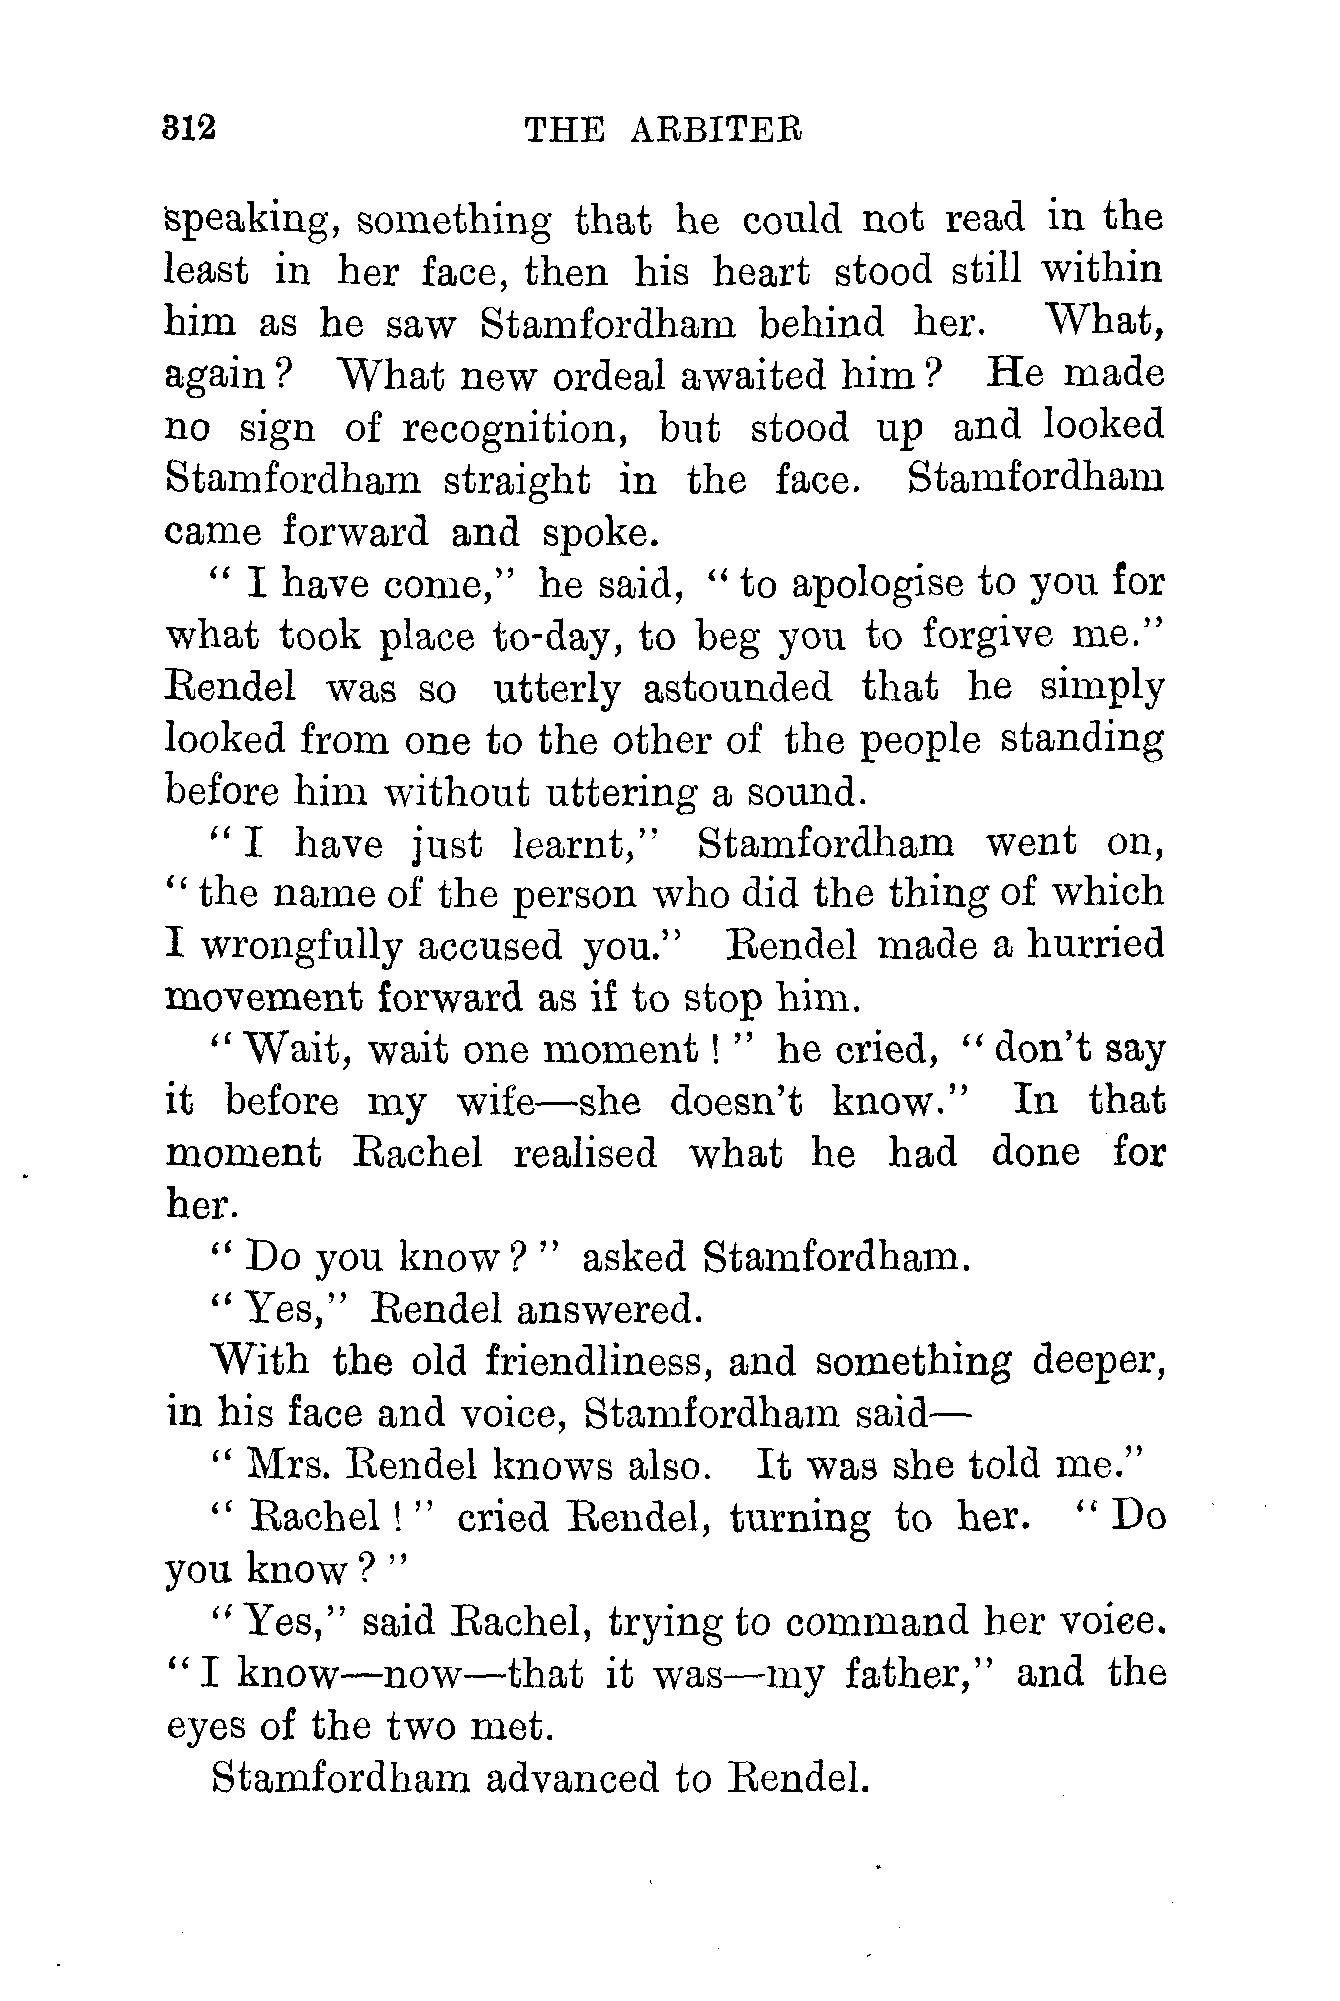 312 THE ARBITER
speaking, something that he could not read in the
least in her face, then his heart stood still within
him as he saw Stamfordham behind her. What,
again? What new ordeal awaited him? He made
no sign of recognition, but stood up and looked
Stamfordham straight in the face. Stamfordham
came forward and spoke.
"I have come," he said, "to apologise to you for
what took place to-day, to beg you to forgive me."
Rendel was so utterly astounded that he simply
looked from one to the other of the people standing
before him without uttering a sound.
"I have just learnt," Stamfordham went on,
"the name of the person who did the thing of which
I wrongfully accused you." Rendel made a hurried
movement forward as if to stop him.
"Wait, wait one moment!" he cried, "don't say
it before my wife—she doesn't know." In that
moment Rachel realised what he had done for
her.
"Do you know?" asked Stamfordham.
"Yes," Rendel answered.
With the old friendliness, and something deeper,
in his face and voice, Stamfordham said—
"Mrs. Rendel knows also. It was she told me."
"Rachel!" cried Rendel, turning to her. "Do
you know?"
"Yes," said Rachel, trying to command her voice.
"I know—now—that it was—my father," and the
eyes of the two met.
Stamfordham advanced to Rendel.